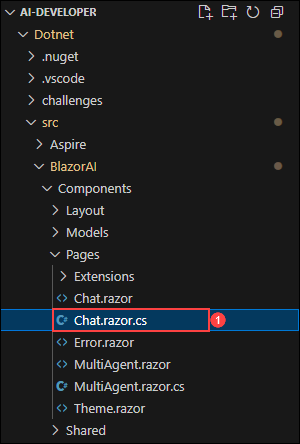 AI-DEVELOPER
Dotnet
.nuget
.vscode
challenges
src
Aspire
BlazorAI
Components
Layout
Models
Pages
Extensions
Chat.razor
C# Chat.razor.cs 1
Error.razor
MultiAgent.razor
C# MultiAgent.razor.cs
Theme.razor
Shared